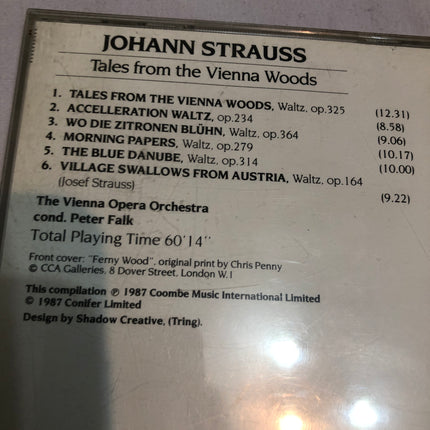 JOHANN STRAUSS
Tales from the Vienna Woods
1. TALES FROM THE VIENNA WOODS, Waltz, op.325 (12.31)
2. ACCELLERATION WALTZ, op.234 (8.58)
3. WO DIE ZITRONEN BLÜHN, Waltz, op.364 (9.06)
4. MORNING PAPERS, Waltz, op.279 (10.17)
5. THE BLUE DANUBE, Waltz, op.314 (10.00)
6. VILLAGE SWALLOWS FROM AUSTRIA, Waltz, op.164
(Josef Strauss) (9.22)
The Vienna Opera Orchestra
cond. Peter Falk
Total Playing Time 60'14''
Front cover: "Ferny Wood", original print by Chris Penny
© CCA Galleries, 8 Dover Street, London W.1
This compilation ℗ 1987 Coombe Music International Limited
© 1987 Conifer Limited
Design by Shadow Creative, (Tring).